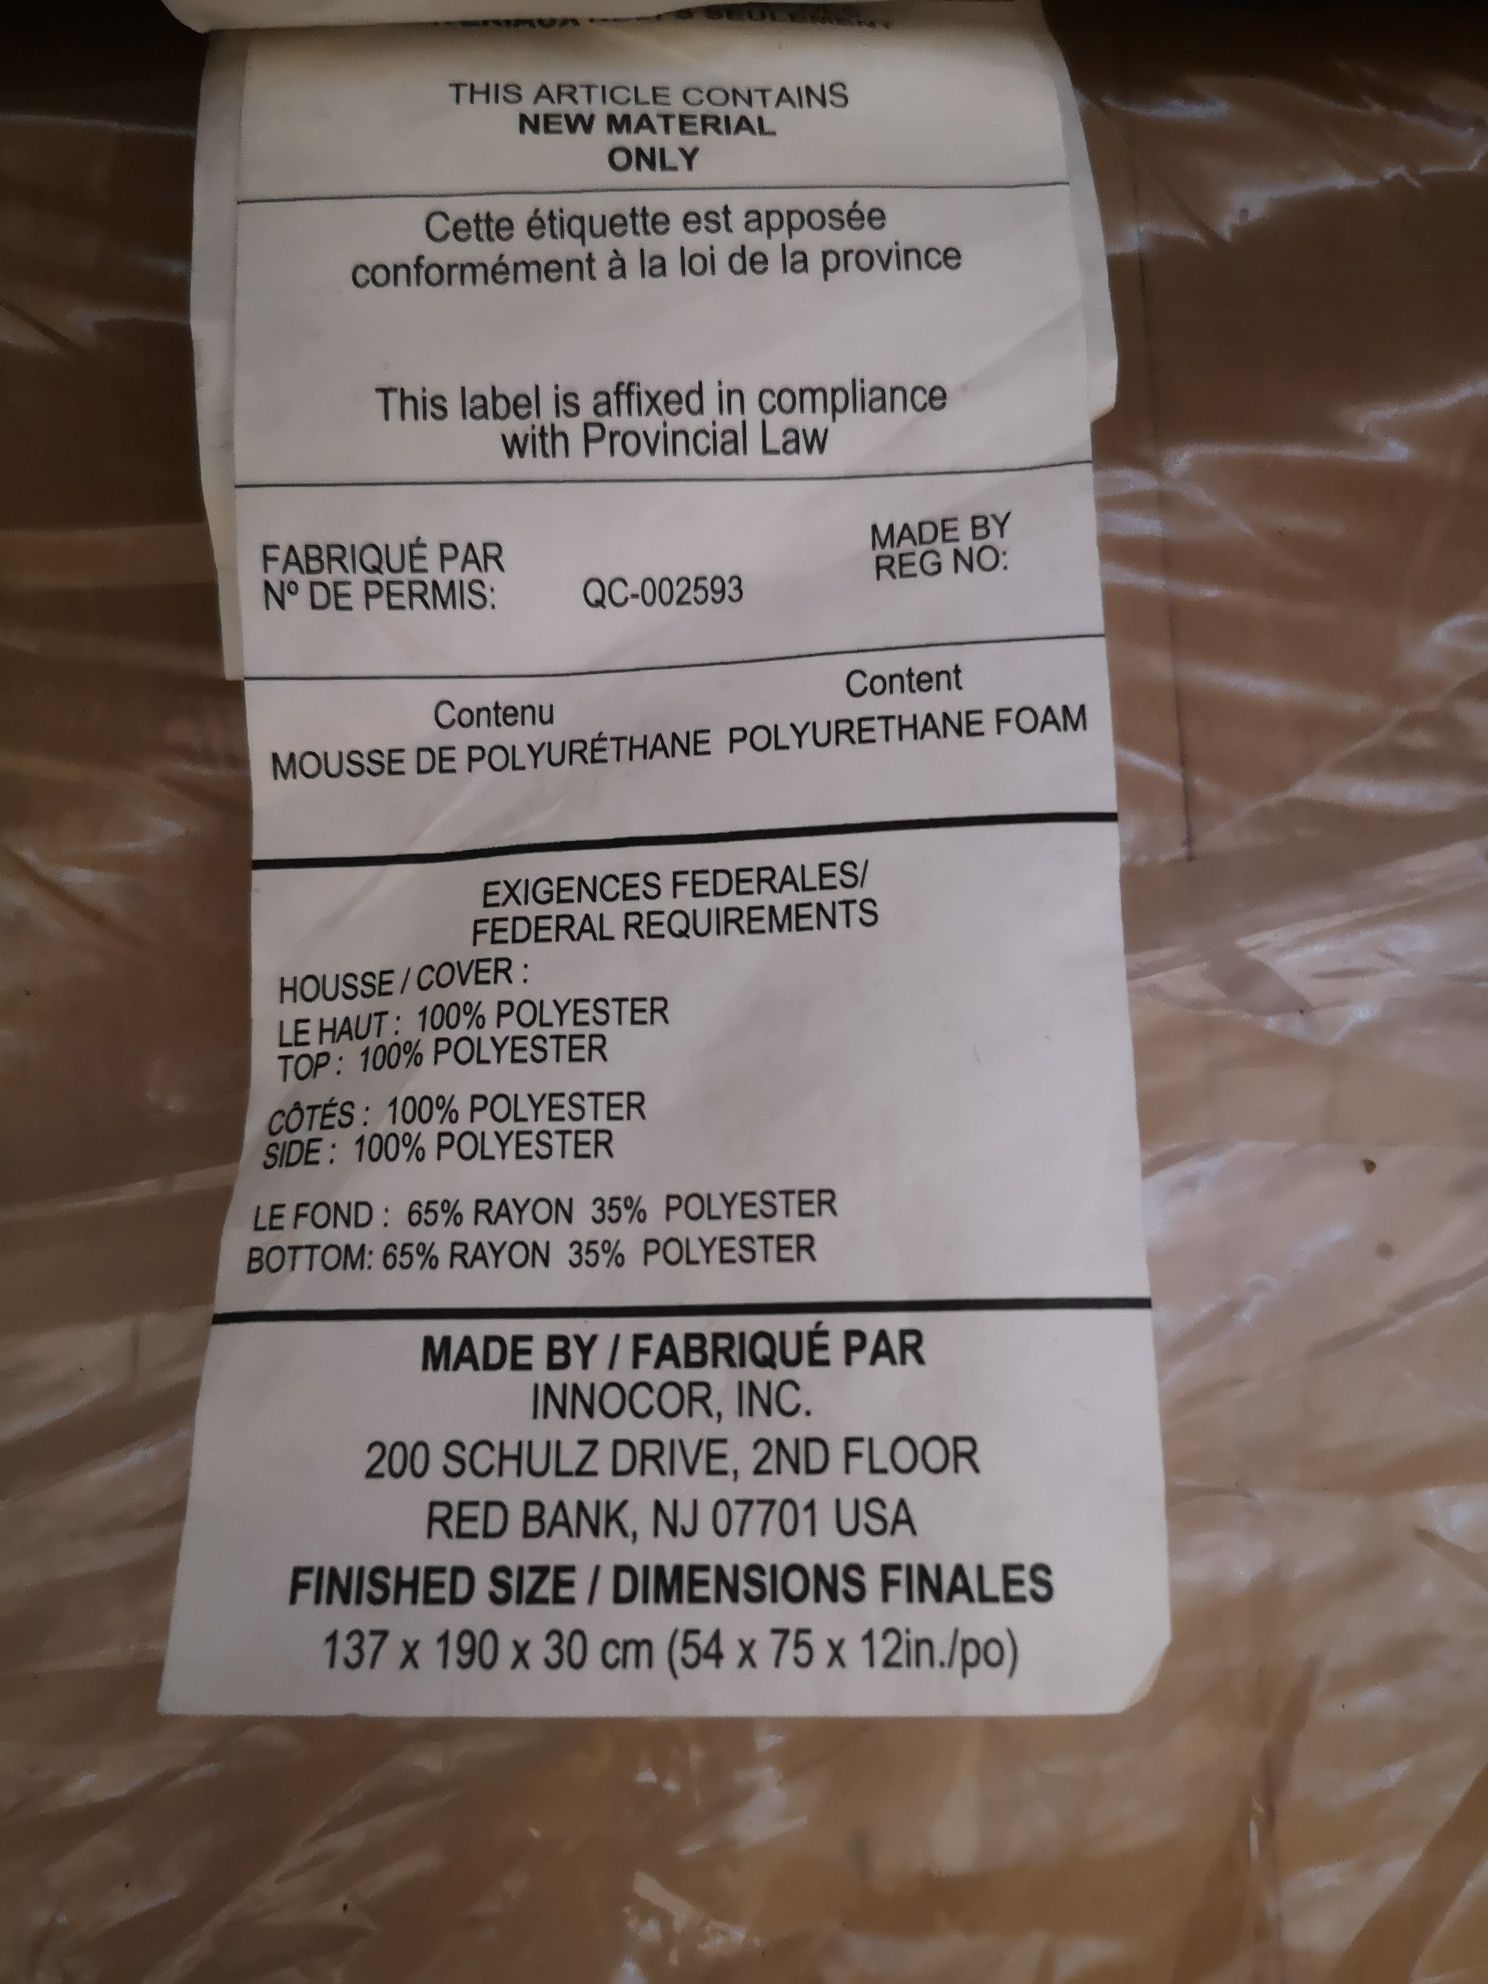 THIS ARTICLE CONTAINS
NEW MATERIAL
ONLY
Cette étiquette est apposée
conformément à la loi de la province
This label is affixed in compliance
with Provincial Law
FABRIQUÉ PAR
Nº DE PERMIS:
QC-002593
MADE BY
REG NO:
Contenu
Content
MOUSSE DE POLYURÉTHANE POLYURETHANE FOAM
EXIGENCES FEDERALES/
FEDERAL REQUIREMENTS
HOUSSE / COVER :
LE HAUT : 100% POLYESTER
TOP : 100% POLYESTER
CÔTÉS : 100% POLYESTER
SIDE : 100% POLYESTER
LE FOND : 65% RAYON 35% POLYESTER
BOTTOM: 65% RAYON 35% POLYESTER
MADE BY / FABRIQUÉ PAR
INNOCOR, INC.
200 SCHULZ DRIVE, 2ND FLOOR
RED BANK, NJ 07701 USA
FINISHED SIZE / DIMENSIONS FINALES
137 x 190 x 30 cm (54 x 75 x 12in./po)